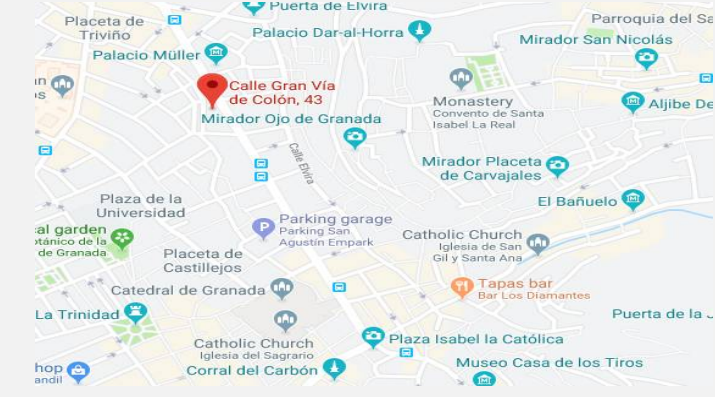 Puerta de Elvira
Placeta de
Triviño
Palacio Dar-al-Horra
Parroquia del Sa
Mirador San Nicolás
Palacio Müller
Calle Gran Vía
de Colón, 43
Mirador Ojo de Granada
Monastery
Convento de Santa
Isabel La Real
Aljibe De
Calle Elvira
Mirador Placeta
de Carvajales
Plaza de la
Universidad
El Bañuelo
al garden
otánico de la
de Granada
P
Parking garage
Parking San
Agustín Empark
Catholic Church
Iglesia de San
Gil y Santa Ana
Placeta de
Castillejos
Catedral de Granada
Tapas bar
Bar Los Diamantes
La Trinidad
Puerta de la
Catholic Church
Iglesia del Sagrario
Plaza Isabel la Católica
hop
andil
Corral del Carbón
Museo Casa de los Tiros